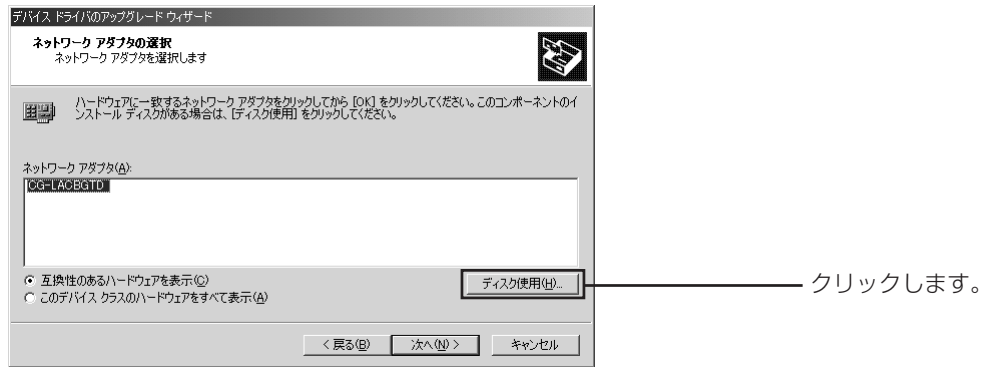 デバイス ドライバのアップグレード ウィザード
ネットワーク アダプタの選択
ネットワーク アダプタを選択します
ハードウェアに一致するネットワーク アダプタをクリックしてから [OK] をクリックしてください。このコンポーネントのイ
ンストール ディスクがある場合は、[ディスク使用] をクリックしてください。
ネットワーク アダプタ(A):
CG-LACBGTD
互換性のあるハードウェアを表示(C)
このデバイス クラスのハードウェアをすべて表示(A)
ディスク使用(H)...
クリックします。
< 戻る(B)
次へ(N) >
キャンセル